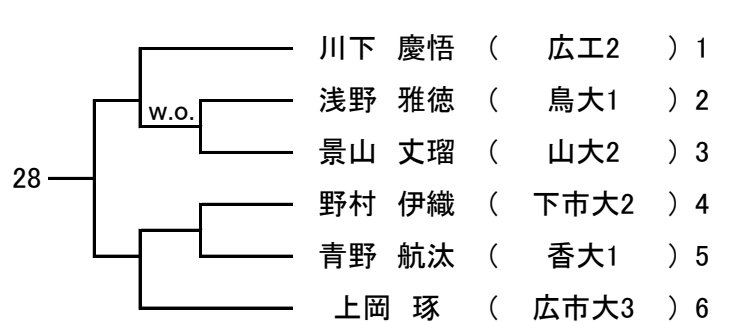 川下 慶悟 ( 広工2 ) 1
w.o. 浅野 雅徳 ( 鳥大1 ) 2
景山 丈瑠 ( 山大2 ) 3
28
野村 伊織 ( 下市大2 ) 4
青野 航汰 ( 香大1 ) 5
上岡 琢 ( 広市大3 ) 6